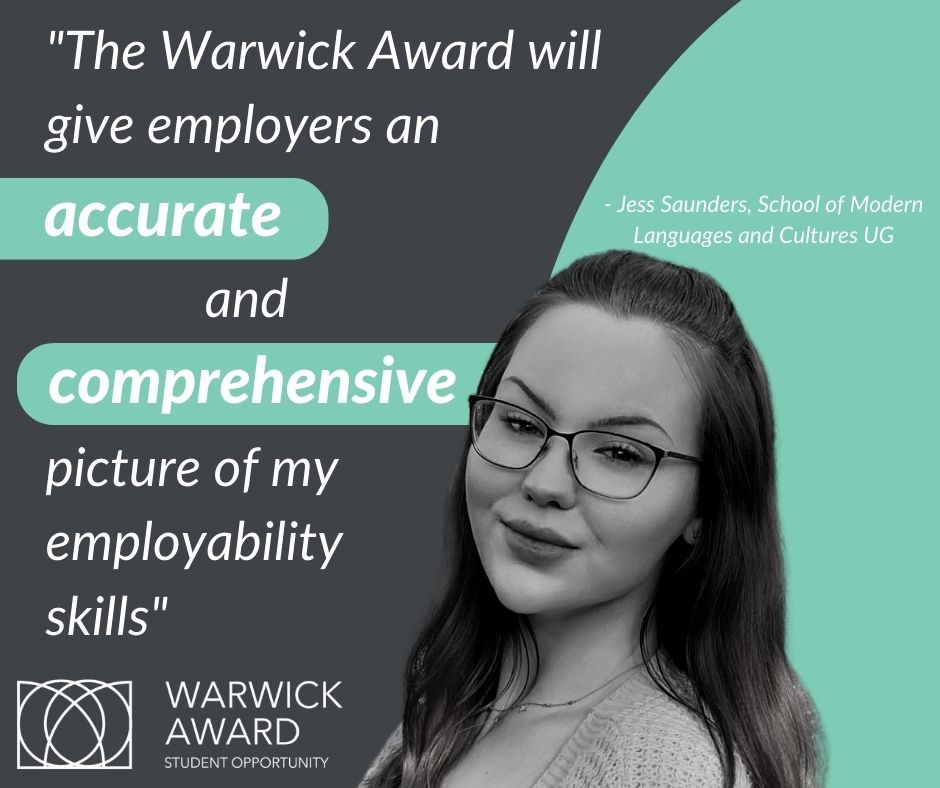 "The Warwick Award will
give employers an
accurate
and
comprehensive
picture of my
employability
skills"
- Jess Saunders, School of Modern
Languages and Cultures UG
WARWICK
AWARD
STUDENT OPPORTUNITY